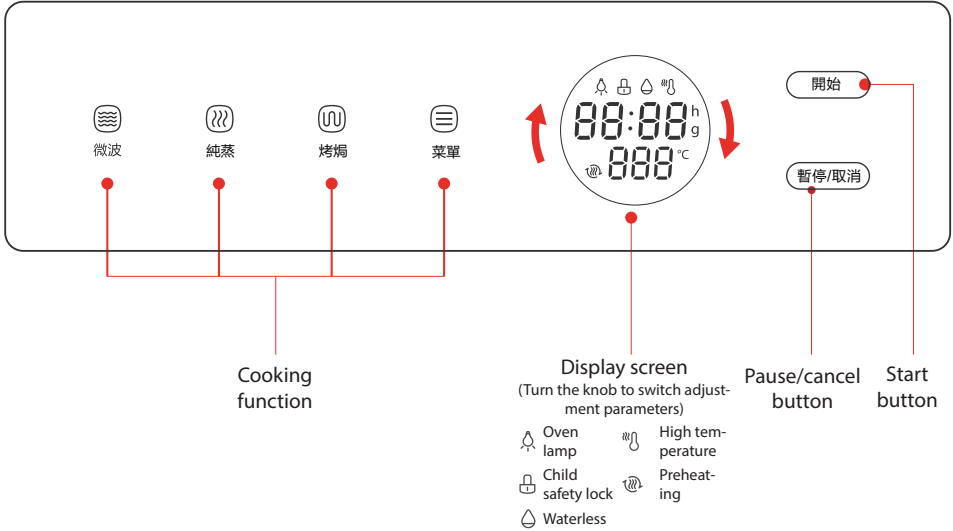 微波
純蒸
烤焗
菜單
88:88 h
g
888 °C
開始
暫停/取消
Cooking
function
Display screen
(Turn the knob to switch adjust-
ment parameters)
Oven
lamp
High tem-
perature
Child
safety lock
Preheat-
ing
Waterless
Pause/cancel
button
Start
button